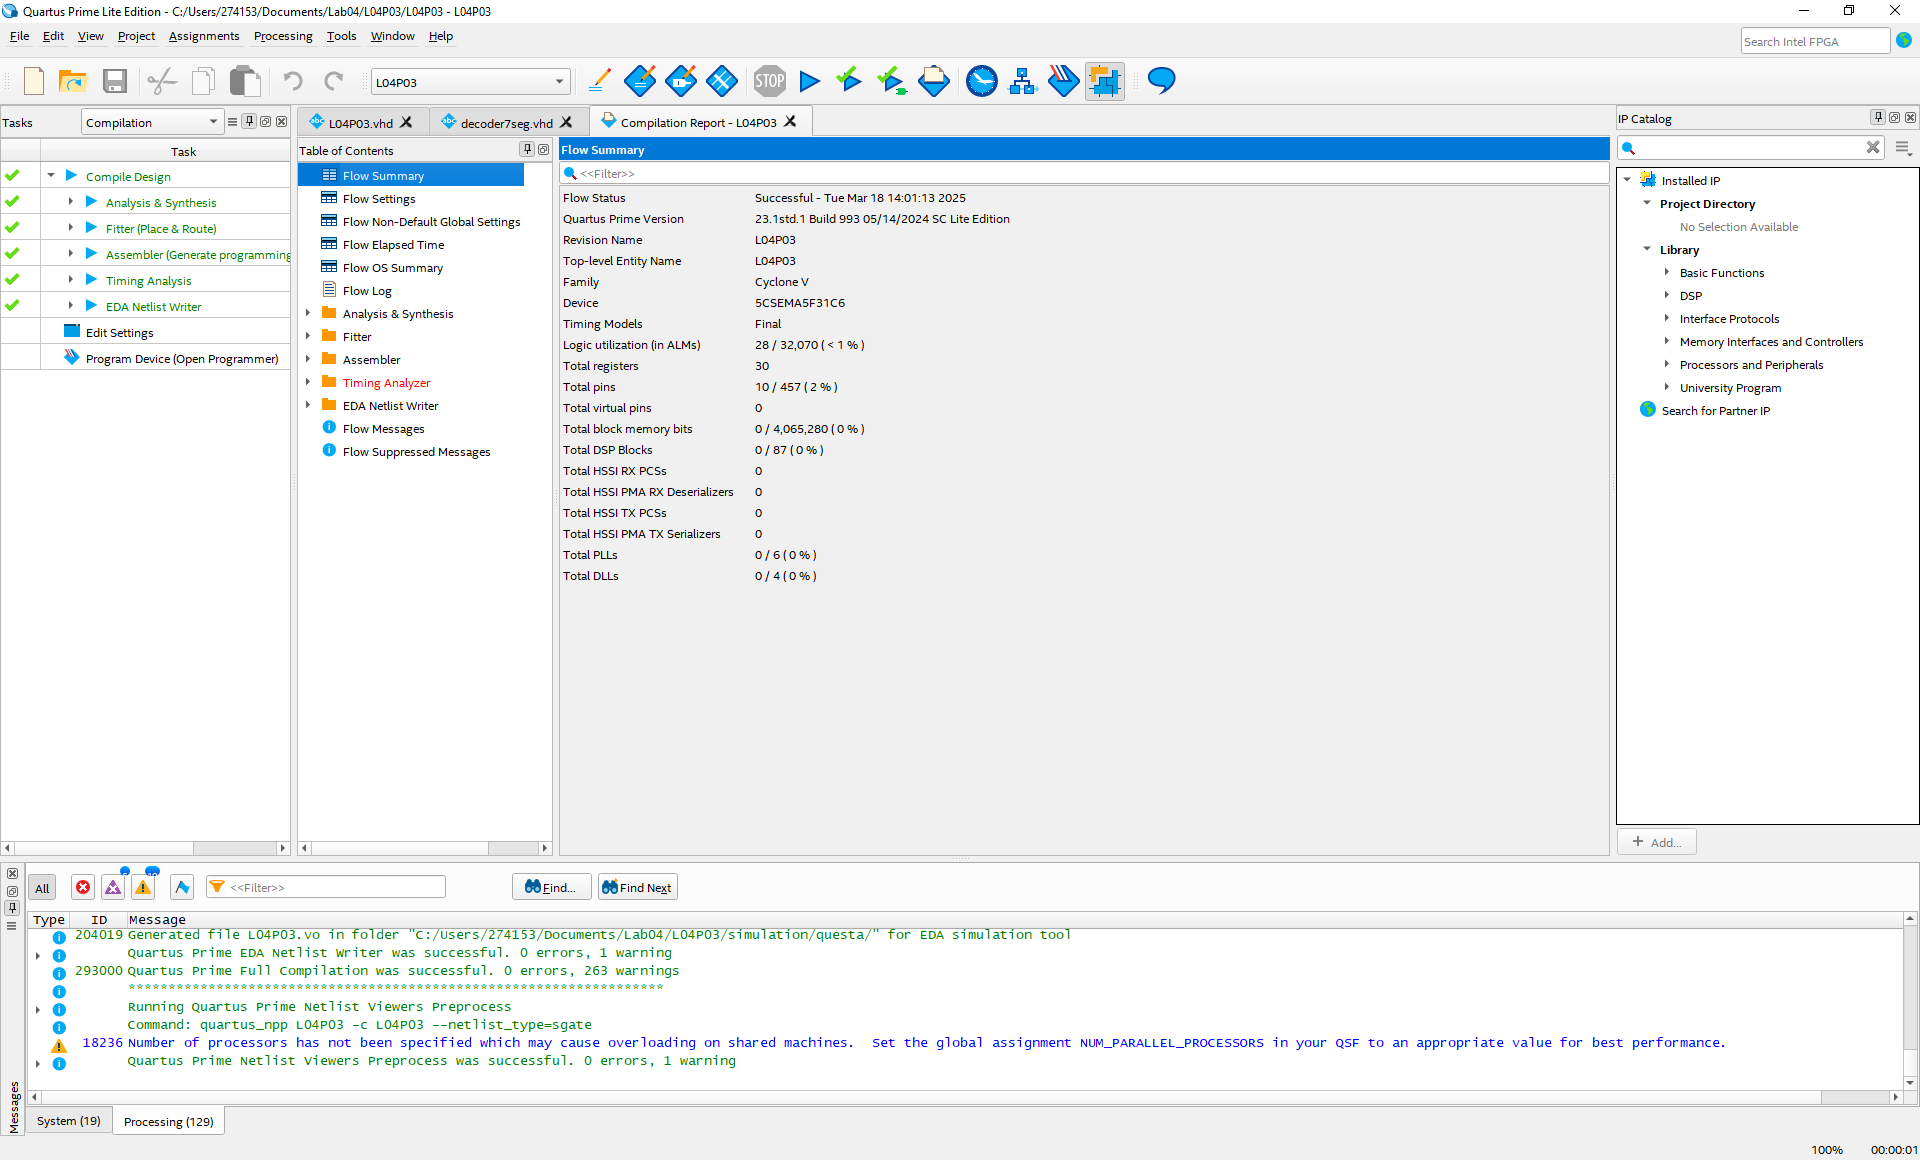 Quartus Prime Lite Edition - C:/Users/274153/Documents/Lab04/L04P03/L04P03 - L04P03
File Edit View Project Assignments Processing Tools Window Help
Search Intel FPGA
L04P03
STOP
Tasks
Compilation
Task
Compile Design
Analysis & Synthesis
Fitter (Place & Route)
Assembler (Generate programming
Timing Analysis
EDA Netlist Writer
Edit Settings
Program Device (Open Programmer)
L04P03.vhd
decoder7seg.vhd
Compilation Report - L04P03
Table of Contents
Flow Summary
Flow Settings
Flow Non-Default Global Settings
Flow Elapsed Time
Flow OS Summary
Flow Log
Analysis & Synthesis
Fitter
Assembler
Timing Analyzer
EDA Netlist Writer
Flow Messages
Flow Suppressed Messages
Flow Summary
<<Filter>>
Flow Status Successful - Tue Mar 18 14:01:13 2025
Quartus Prime Version 23.1std.1 Build 993 05/14/2024 SC Lite Edition
Revision Name L04P03
Top-level Entity Name L04P03
Family Cyclone V
Device 5CSEMA5F31C6
Timing Models Final
Logic utilization (in ALMs) 28 / 32,070 ( < 1 % )
Total registers 30
Total pins 10 / 457 ( 2 % )
Total virtual pins 0
Total block memory bits 0 / 4,065,280 ( 0 % )
Total DSP Blocks 0 / 87 ( 0 % )
Total HSSI RX PCSs 0
Total HSSI PMA RX Deserializers 0
Total HSSI TX PCSs 0
Total HSSI PMA TX Serializers 0
Total PLLs 0 / 6 ( 0 % )
Total DLLs 0 / 4 ( 0 % )
IP Catalog
Installed IP
Project Directory
No Selection Available
Library
Basic Functions
DSP
Interface Protocols
Memory Interfaces and Controllers
Processors and Peripherals
University Program
Search for Partner IP
+ Add...
All
<<Filter>>
Find...
Find Next
Type ID Message
204019 Generated file L04P03.vo in folder "C:/Users/274153/Documents/Lab04/L04P03/simulation/questa/" for EDA simulation tool
Quartus Prime EDA Netlist Writer was successful. 0 errors, 1 warning
293000 Quartus Prime Full Compilation was successful. 0 errors, 263 warnings
*******************************************************************
Running Quartus Prime Netlist Viewers Preprocess
Command: quartus_npp L04P03 -c L04P03 --netlist_type=sgate
18236 Number of processors has not been specified which may cause overloading on shared machines.  Set the global assignment NUM_PARALLEL_PROCESSORS in your QSF to an appropriate value for best performance.
Quartus Prime Netlist Viewers Preprocess was successful. 0 errors, 1 warning
Messages
System (19)
Processing (129)
100% 00:00:01